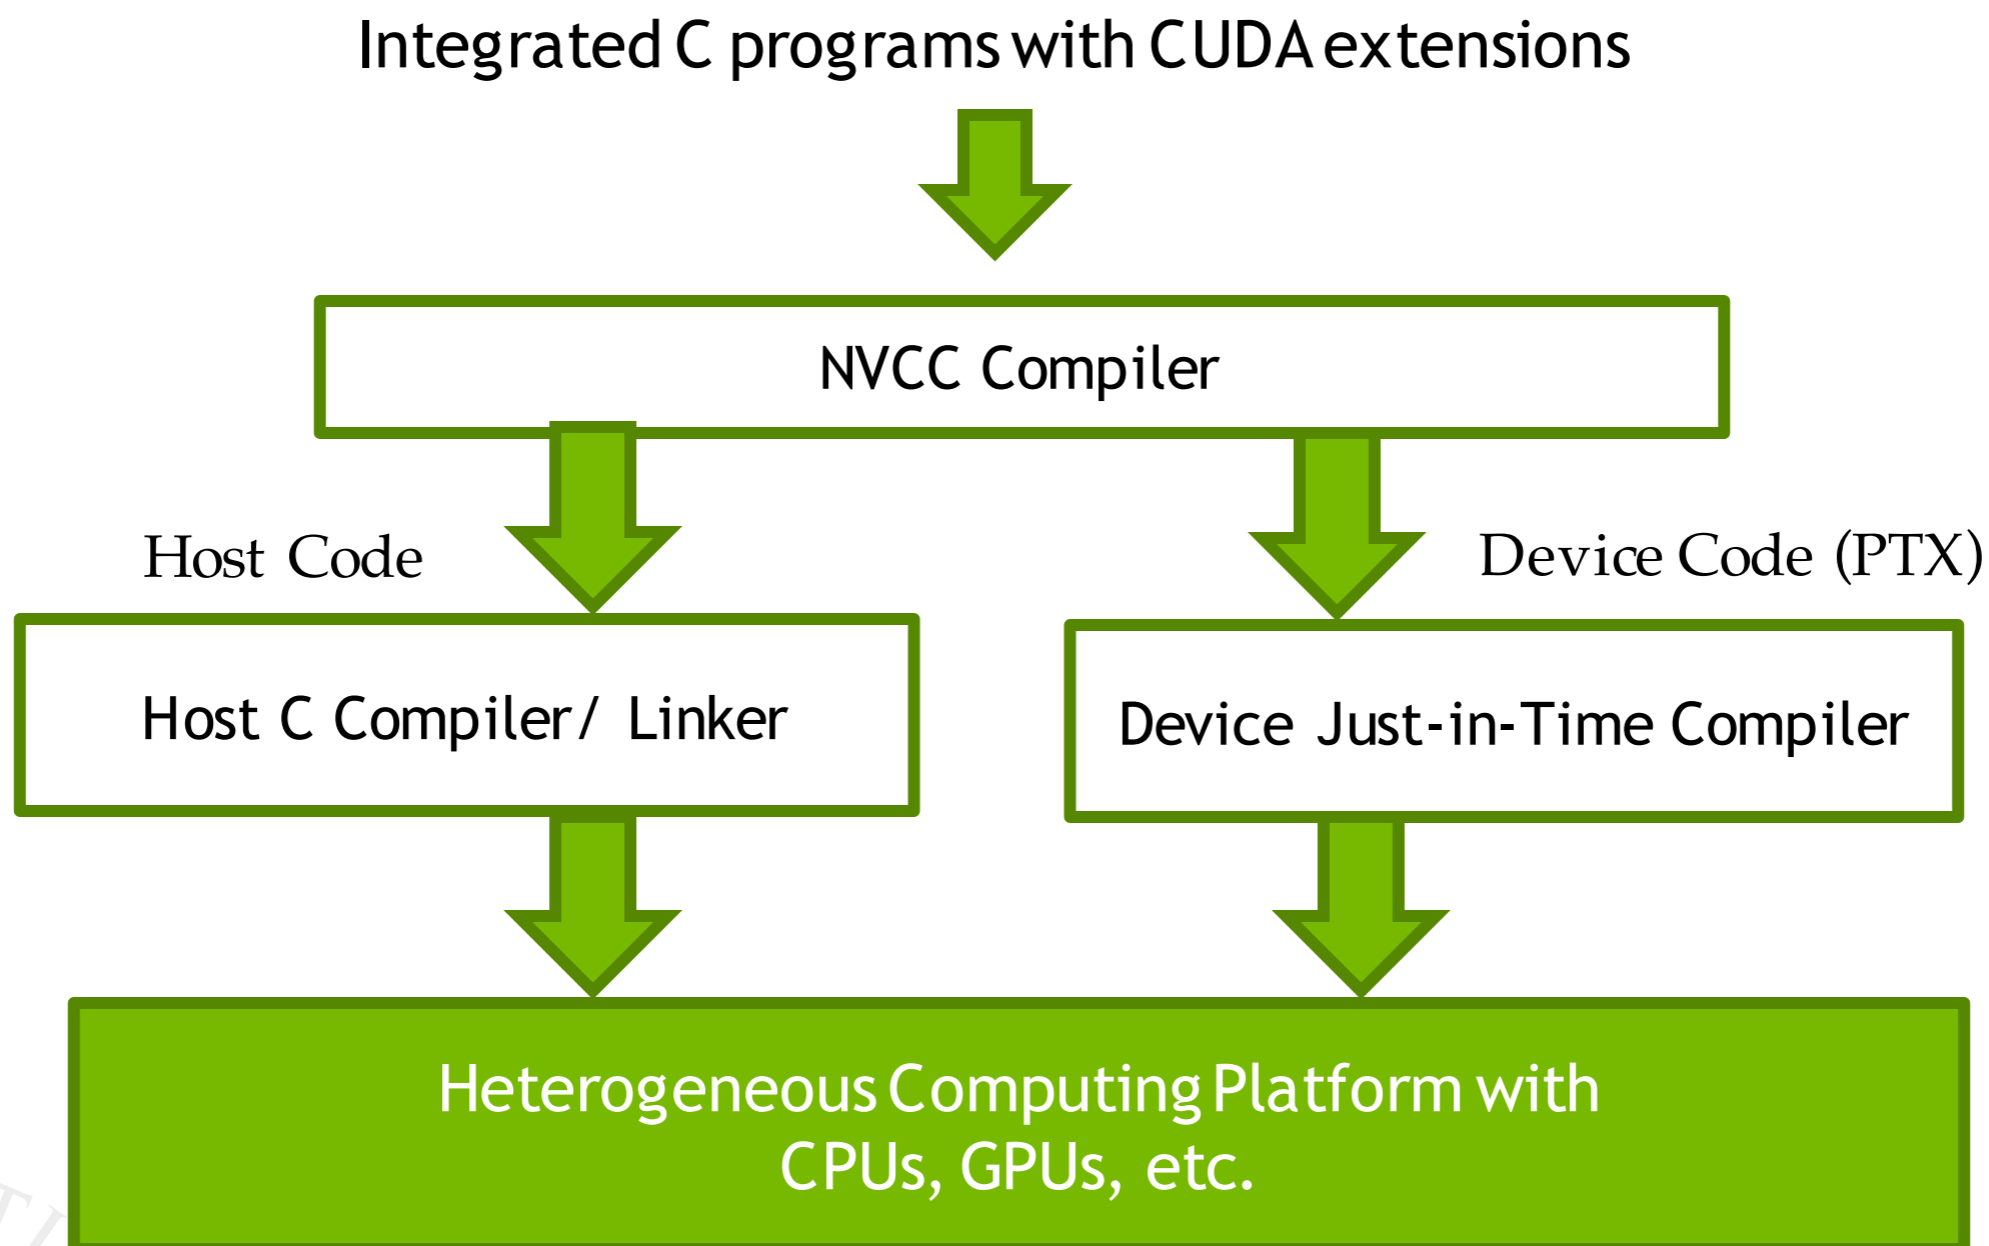 Integrated C programs with CUDA extensions
NVCC Compiler
Host Code
Device Code (PTX)
Host C Compiler/ Linker
Device Just-in-Time Compiler
Heterogeneous Computing Platform with
CPUs, GPUs, etc.